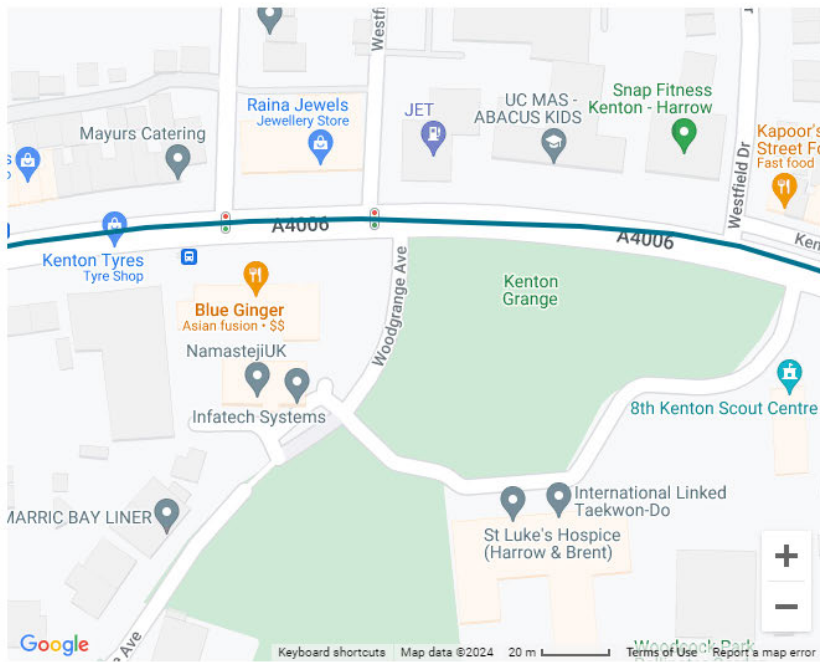 Westf
Raina Jewels
Jewellery Store
Mayurs Catering
JET
UC MAS -
ABACUS KIDS
Snap Fitness
Kenton - Harrow
Kapoor's
Street Fo
Fast food
Westfield Dr
s
A4006
A4006
Ken
Kenton Tyres
Tyre Shop
Kenton
Grange
Blue Ginger
Asian fusion • $$
Woodgrange Ave
NamastejiUK
Infatech Systems
8th Kenton Scout Centre
MARRIC BAY LINER
International Linked
Taekwon-Do
St Luke's Hospice
(Harrow & Brent)
+
−
e Ave
Google
Woodcock Park
Keyboard shortcuts Map data ©2024 20 m Terms of Use Report a map error